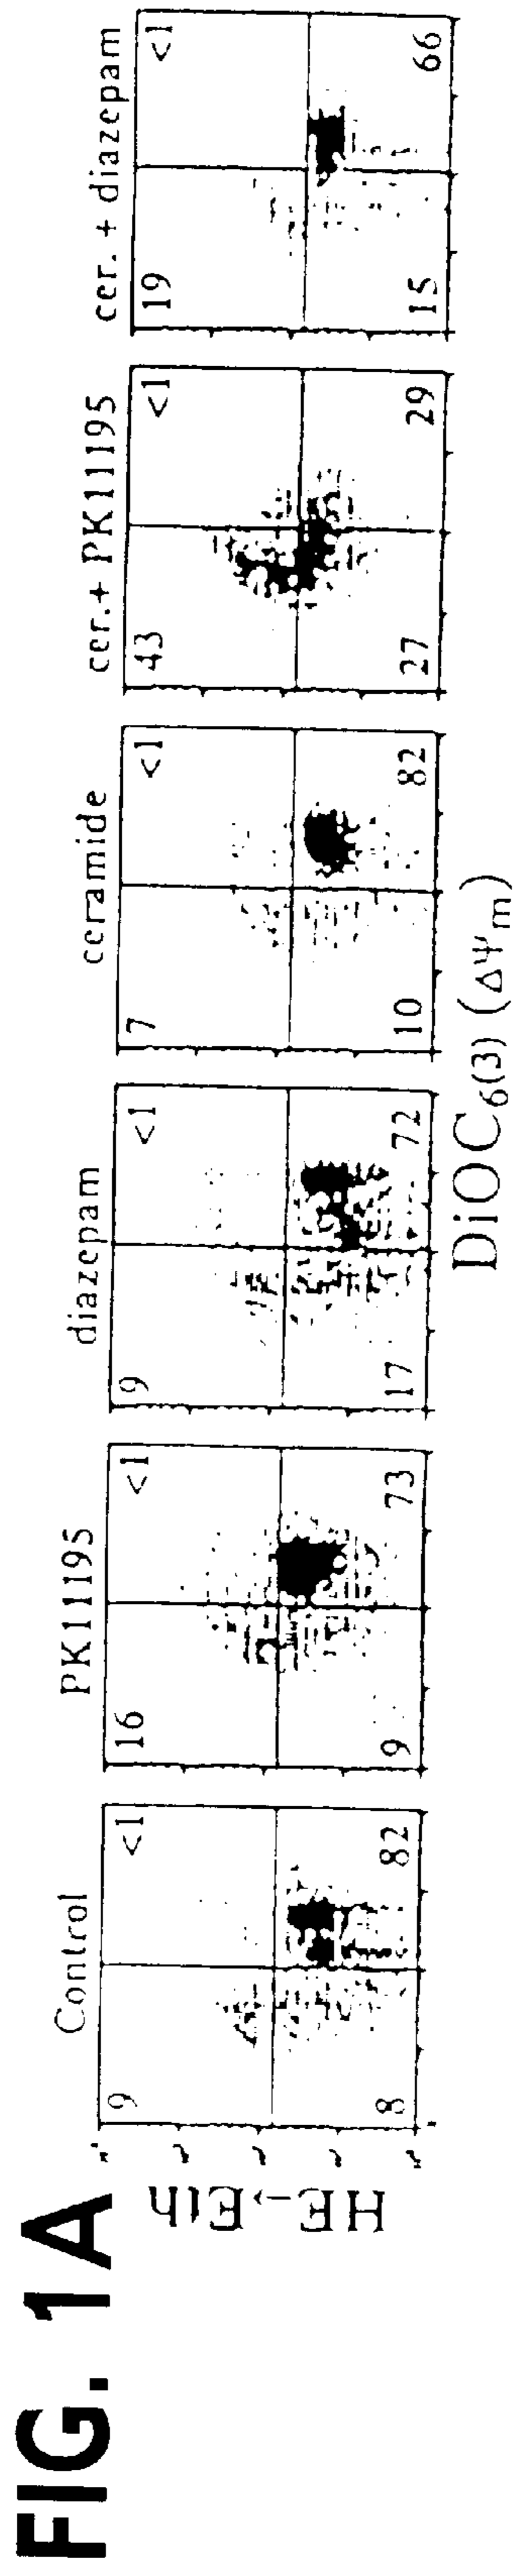 FIG. 1A
Control
PK11195
diazepam
ceramide
cer.+ PK11195
cer. + diazepam
9 <1
16 <1
9 <1
7 <1
43 <1
19 <1
8 82
9 73
17 72
10 82
27 29
15 66
HE→Eth
DiOC6(3) (ΔΨm)